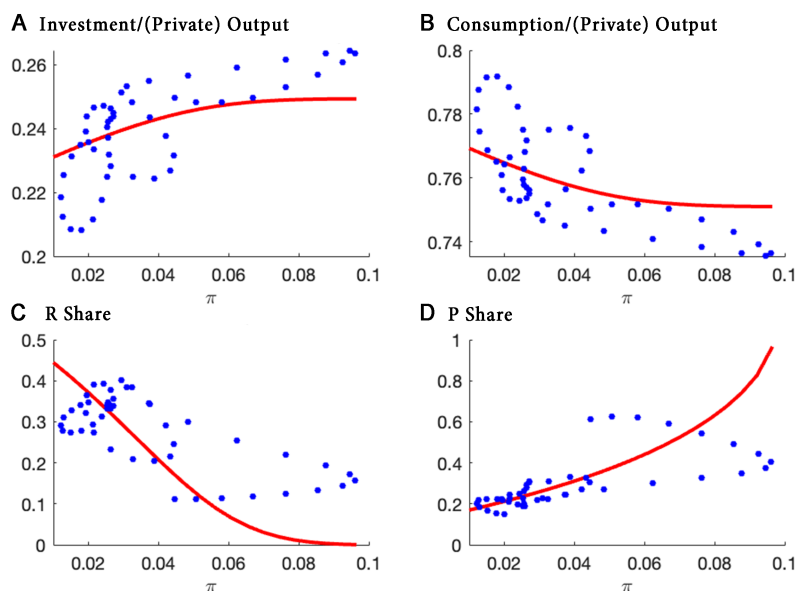 A Investment/(Private) Output
0.26
0.24
0.22
0.2
0.02 0.04 0.06 0.08 0.1
π
B Consumption/(Private) Output
0.8
0.78
0.76
0.74
0.02 0.04 0.06 0.08 0.1
π
C R Share
0.5
0.4
0.3
0.2
0.1
0
0.02 0.04 0.06 0.08 0.1
π
D P Share
1
0.8
0.6
0.4
0.2
0
0.02 0.04 0.06 0.08 0.1
π